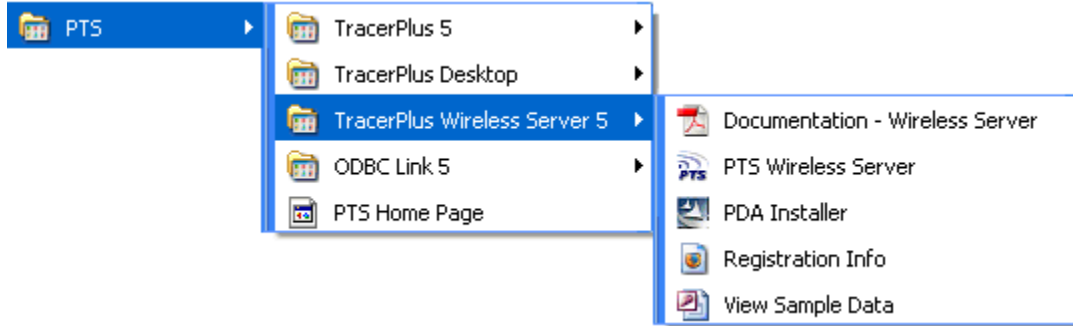 PTS
TracerPlus 5
TracerPlus Desktop
TracerPlus Wireless Server 5
ODBC Link 5
PTS Home Page
Documentation - Wireless Server
PTS
PTS Wireless Server
PDA Installer
Registration Info
View Sample Data